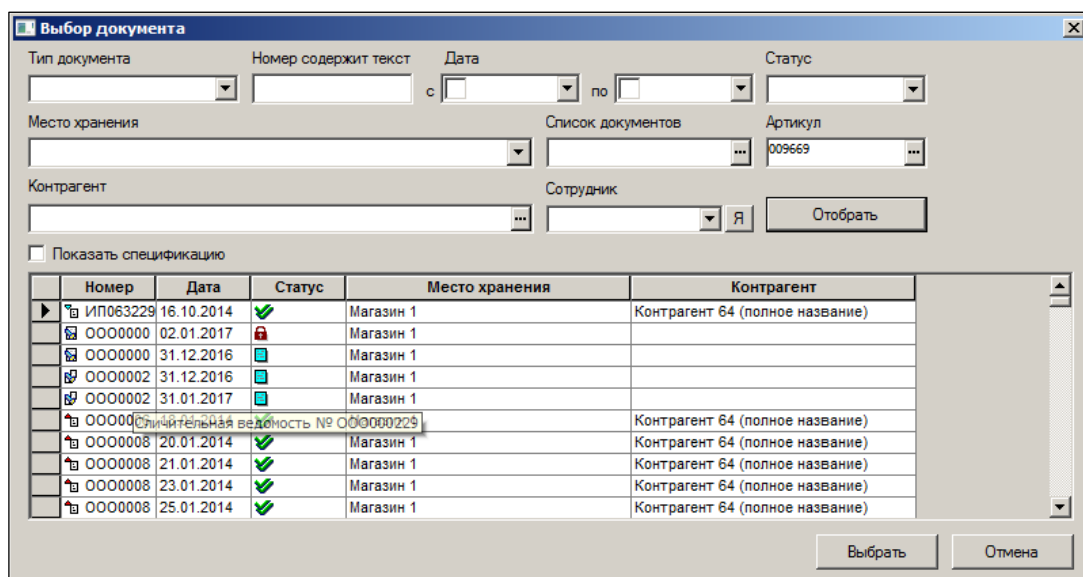 Выбор документа
Тип документа Номер содержит текст Дата Статус
с по
Место хранения Список документов Артикул
009669 ...
Контрагент Сотрудник
... Я Отобрать
Показать спецификацию
Номер Дата Статус Место хранения Контрагент
ИП063229 16.10.2014 Магазин 1 Контрагент 64 (полное название)
ООО0000 02.01.2017 Магазин 1
ООО0000 31.12.2016 Магазин 1
ООО0002 31.12.2016 Магазин 1
ООО0002 31.01.2017 Магазин 1
Сличительная ведомость № ООО000229 Контрагент 64 (полное название)
ООО0008 20.01.2014 Магазин 1 Контрагент 64 (полное название)
ООО0008 21.01.2014 Магазин 1 Контрагент 64 (полное название)
ООО0008 23.01.2014 Магазин 1 Контрагент 64 (полное название)
ООО0008 25.01.2014 Магазин 1 Контрагент 64 (полное название)
Выбрать Отмена